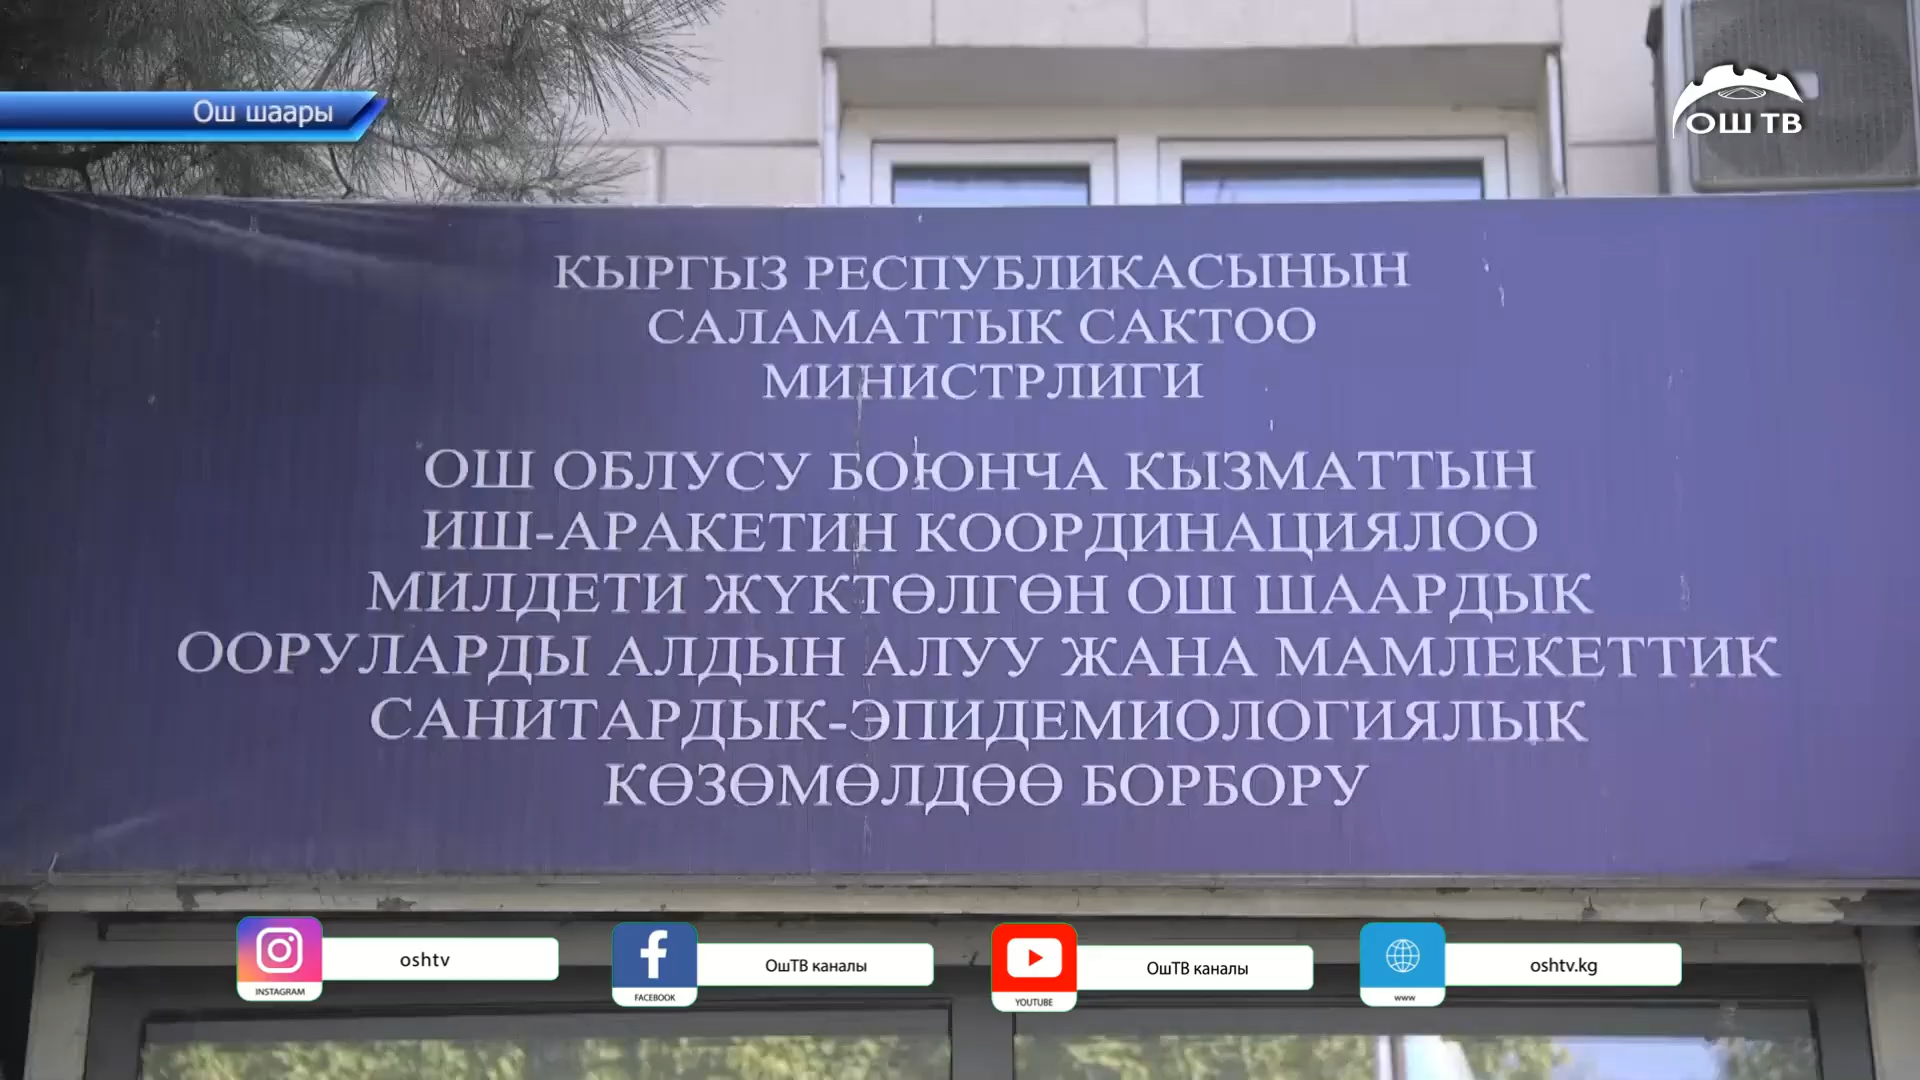 Ош шаары
ОШ ТВ
КЫРГЫЗ РЕСПУБЛИКАСЫНЫН
САЛАМАТТЫК САКТОО
МИНИСТРЛИГИ
ОШ ОБЛУСУ БОЮНЧА КЫЗМАТТЫН
ИШ-АРАКЕТИН КООРДИНАЦИЯЛОО
МИЛДЕТИ ЖҮКТӨЛГӨН ОШ ШААРДЫК
ООРУЛАРДЫ АЛДЫН АЛУУ ЖАНА МАМЛЕКЕТТИК
САНИТАРДЫК-ЭПИДЕМИОЛОГИЯЛЫК
КӨЗӨМӨЛДӨӨ БОРБОРУ
oshtv
INSTAGRAM
ОшТВ каналы
FACEBOOK
ОшТВ каналы
YOUTUBE
oshtv.kg
www